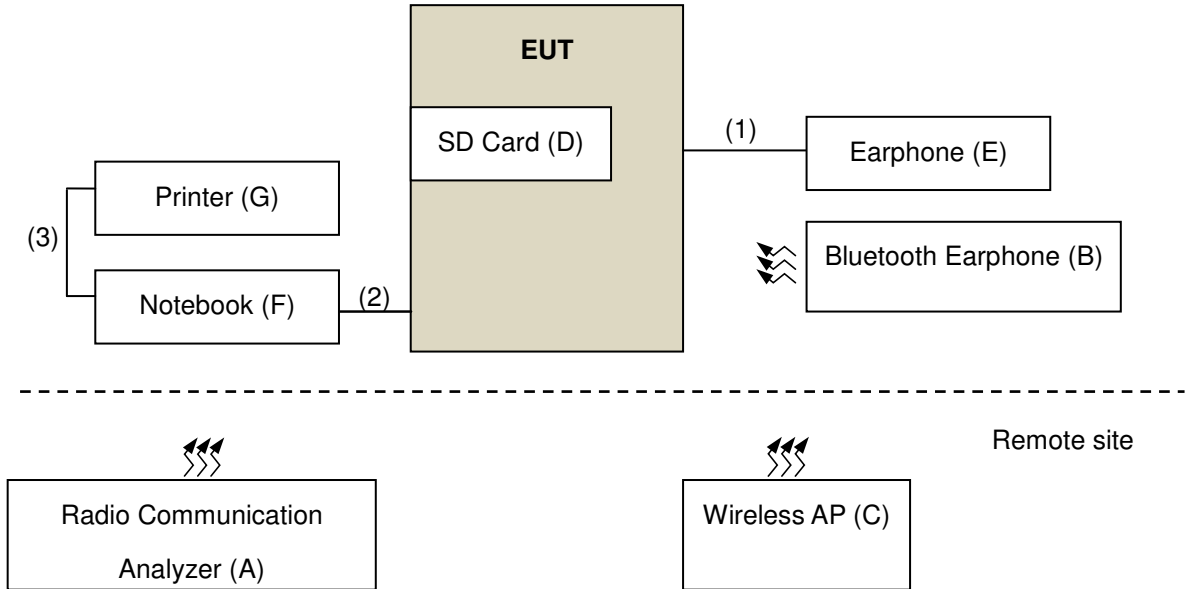 EUT
SD Card (D)
(1)
Earphone (E)
Printer (G)
(3)
Bluetooth Earphone (B)
Notebook (F)
(2)
Remote site
Radio Communication
Analyzer (A)
Wireless AP (C)